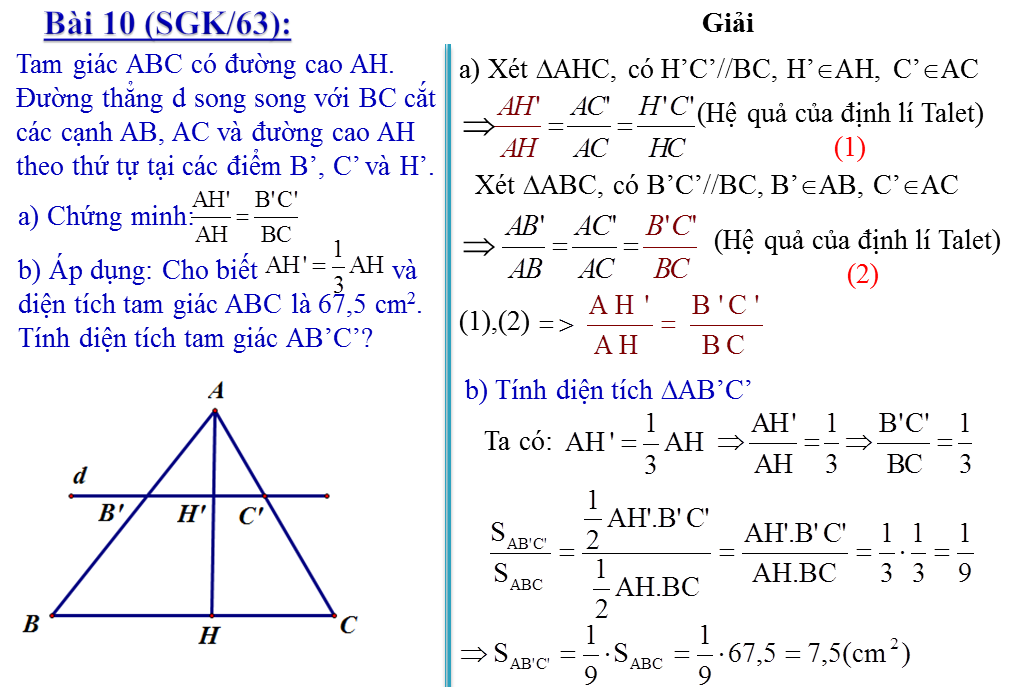 Bài 10 (SGK/63):
Tam giác ABC có đường cao AH.
Đường thẳng d song song với BC cắt
các cạnh AB, AC và đường cao AH
theo thứ tự tại các điểm B’, C’ và H’.
a) Chứng minh: AH'/AH = B'C'/BC
b) Áp dụng: Cho biết AH' = 1/3 AH và
diện tích tam giác ABC là 67,5 cm².
Tính diện tích tam giác AB’C’?
A
d
B' H' C'
B H C
Giải
a) Xét ΔAHC, có H’C’//BC, H’∈AH, C’∈AC
⇒ AH'/AH = AC'/AC = H'C'/HC (Hệ quả của định lí Talet)
(1)
Xét ΔABC, có B’C’//BC, B’∈AB, C’∈AC
⇒ AB'/AB = AC'/AC = B'C'/BC (Hệ quả của định lí Talet)
(2)
(1),(2) => AH'/AH = B'C'/BC
b) Tính diện tích ΔAB’C’
Ta có: AH' = 1/3 AH ⇒ AH'/AH = 1/3 ⇒ B'C'/BC = 1/3
S_AB'C'/S_ABC = (1/2 AH'.B'C')/(1/2 AH.BC) = AH'.B'C'/AH.BC = 1/3 · 1/3 = 1/9
⇒ S_AB'C' = 1/9 · S_ABC = 1/9 · 67,5 = 7,5(cm²)